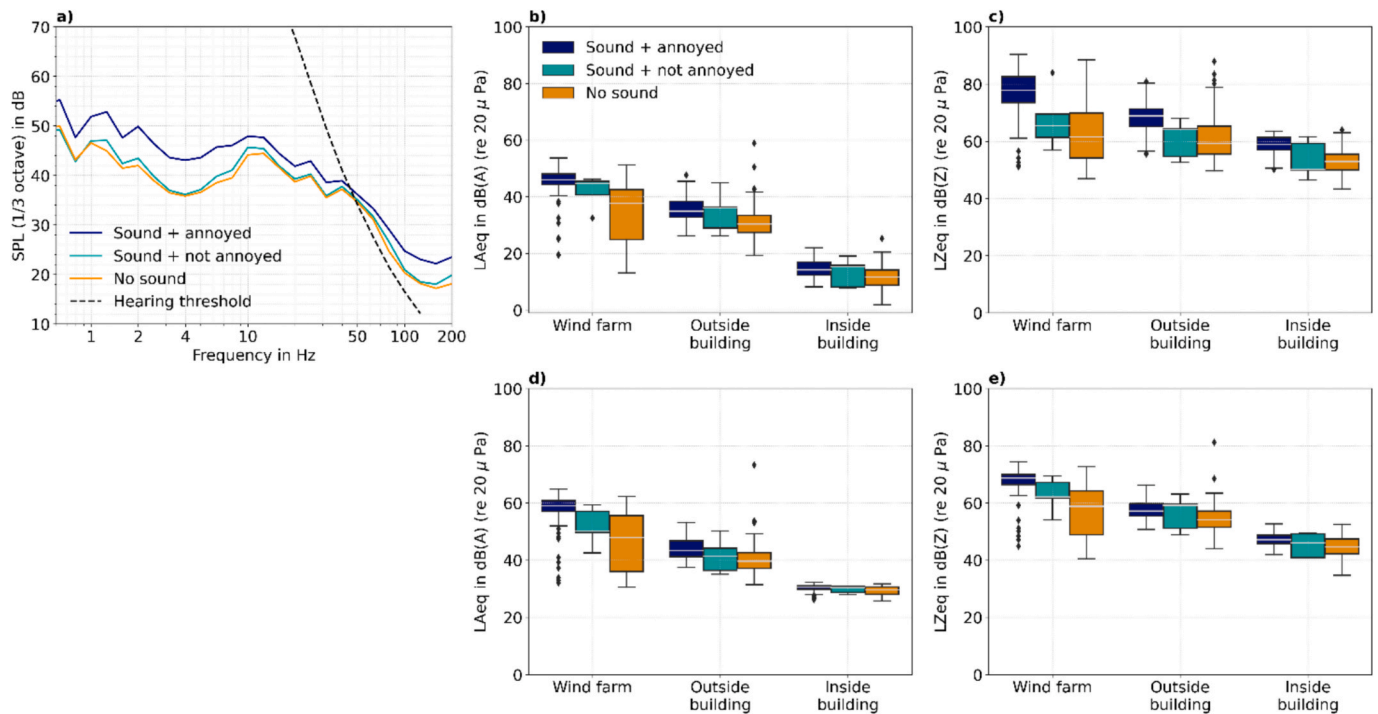 a)
70
60
50
40
30
20
10
SPL (1/3 octave) in dB
Sound + annoyed
Sound + not annoyed
No sound
Hearing threshold
1 2 4 10 50 100 200
Frequency in Hz
b)
100
80
60
40
20
0
LAeq in dB(A) (re 20 μ Pa)
Sound + annoyed
Sound + not annoyed
No sound
Wind farm Outside Inside
building building
c)
100
80
60
40
20
0
LZeq in dB(Z) (re 20 μ Pa)
Wind farm Outside Inside
building building
d)
100
80
60
40
20
0
LAeq in dB(A) (re 20 μ Pa)
Wind farm Outside Inside
building building
e)
100
80
60
40
20
0
LZeq in dB(Z) (re 20 μ Pa)
Wind farm Outside Inside
building building